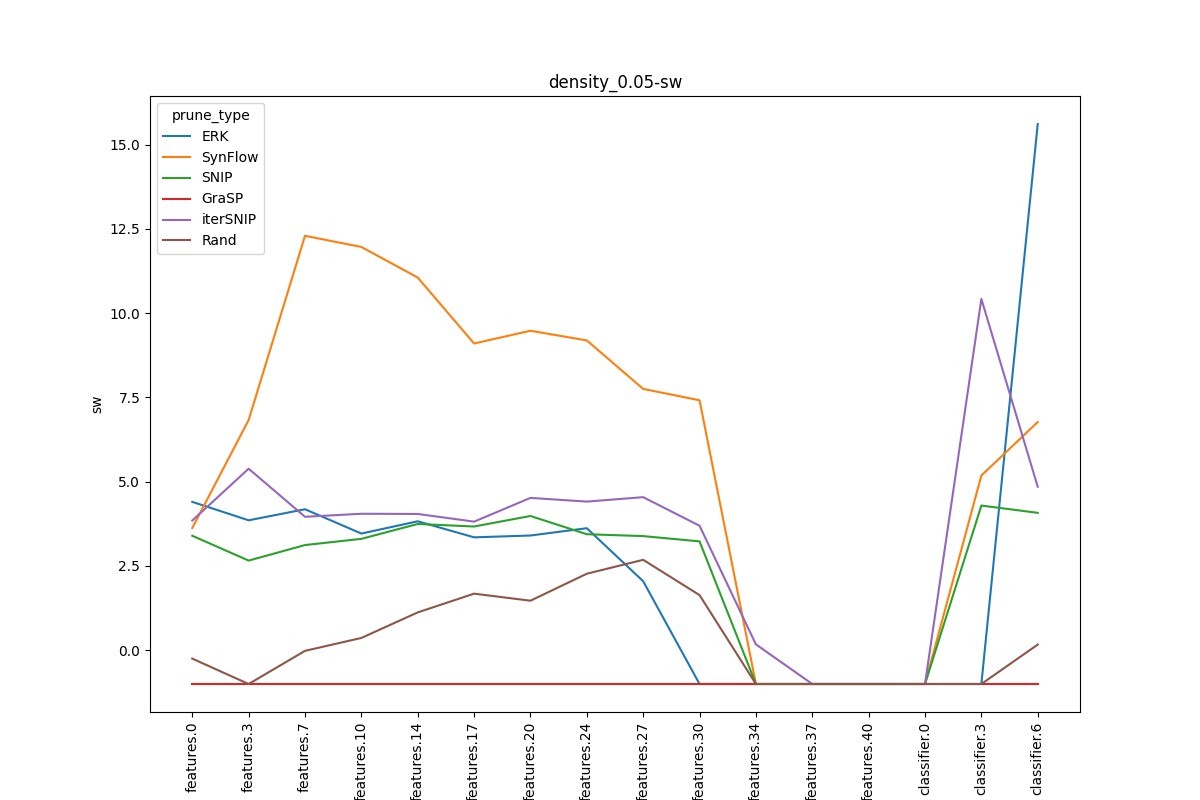 density_0.05-sw
prune_type
ERK
SynFlow
SNIP
GraSP
iterSNIP
Rand
sw
15.0
12.5
10.0
7.5
5.0
2.5
0.0
features.0
features.3
features.7
features.10
features.14
features.17
features.20
features.24
features.27
features.30
features.34
features.37
features.40
classifier.0
classifier.3
classifier.6